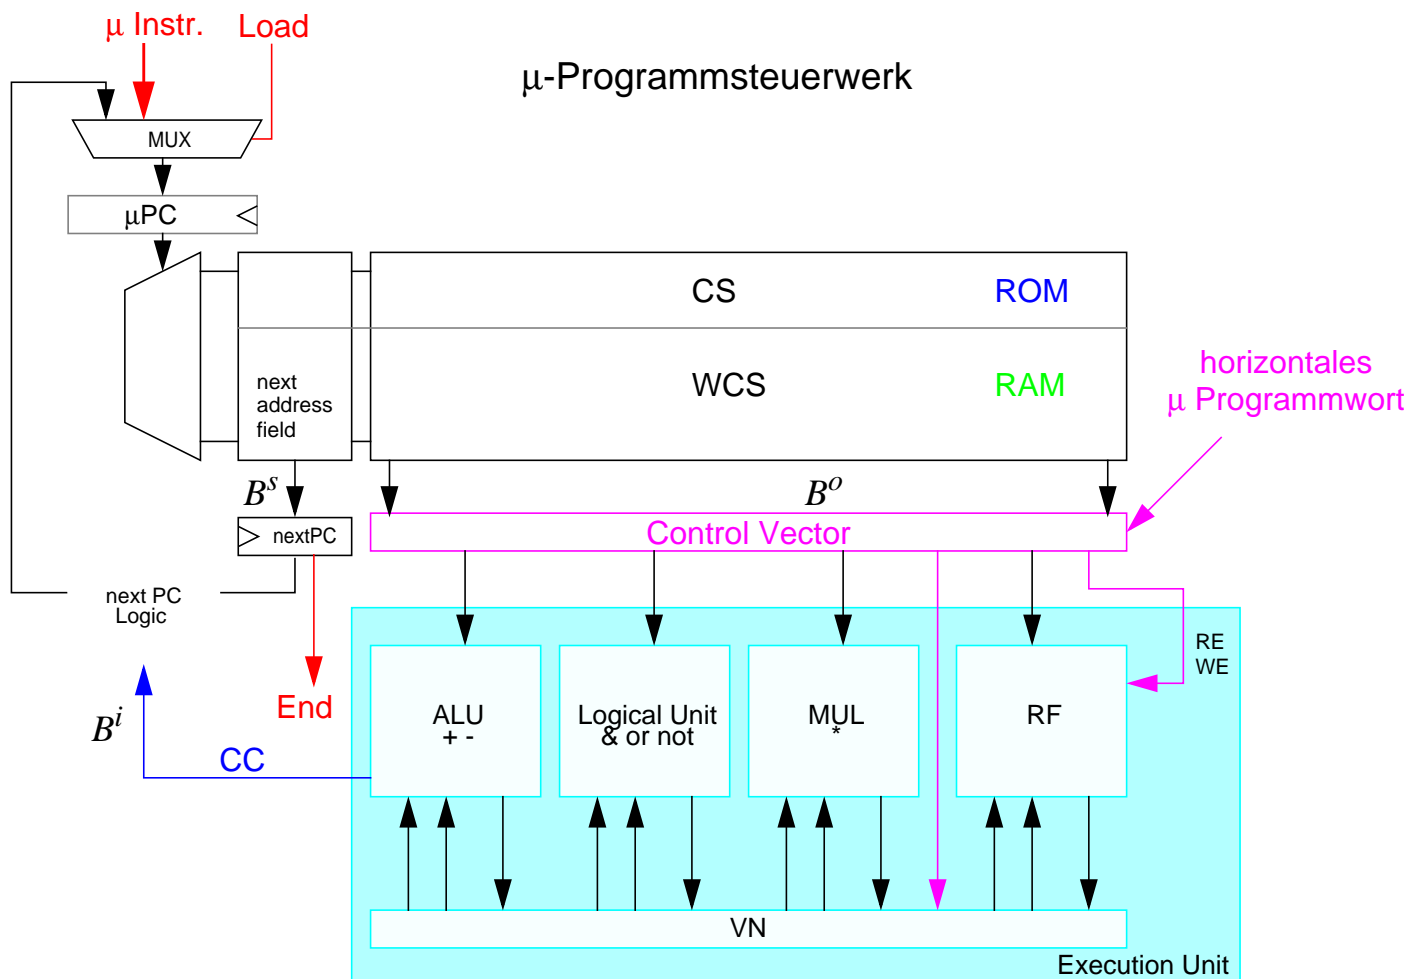 μ Instr.
Load
μ-Programmsteuerwerk
MUX
μPC
CS
ROM
next
address
field
WCS
RAM
horizontales
μ Programmwort
B^s
B^o
nextPC
Control Vector
next PC
Logic
RE
WE
End
B^i
CC
ALU
+ -
Logical Unit
& or not
MUL
*
RF
VN
Execution Unit